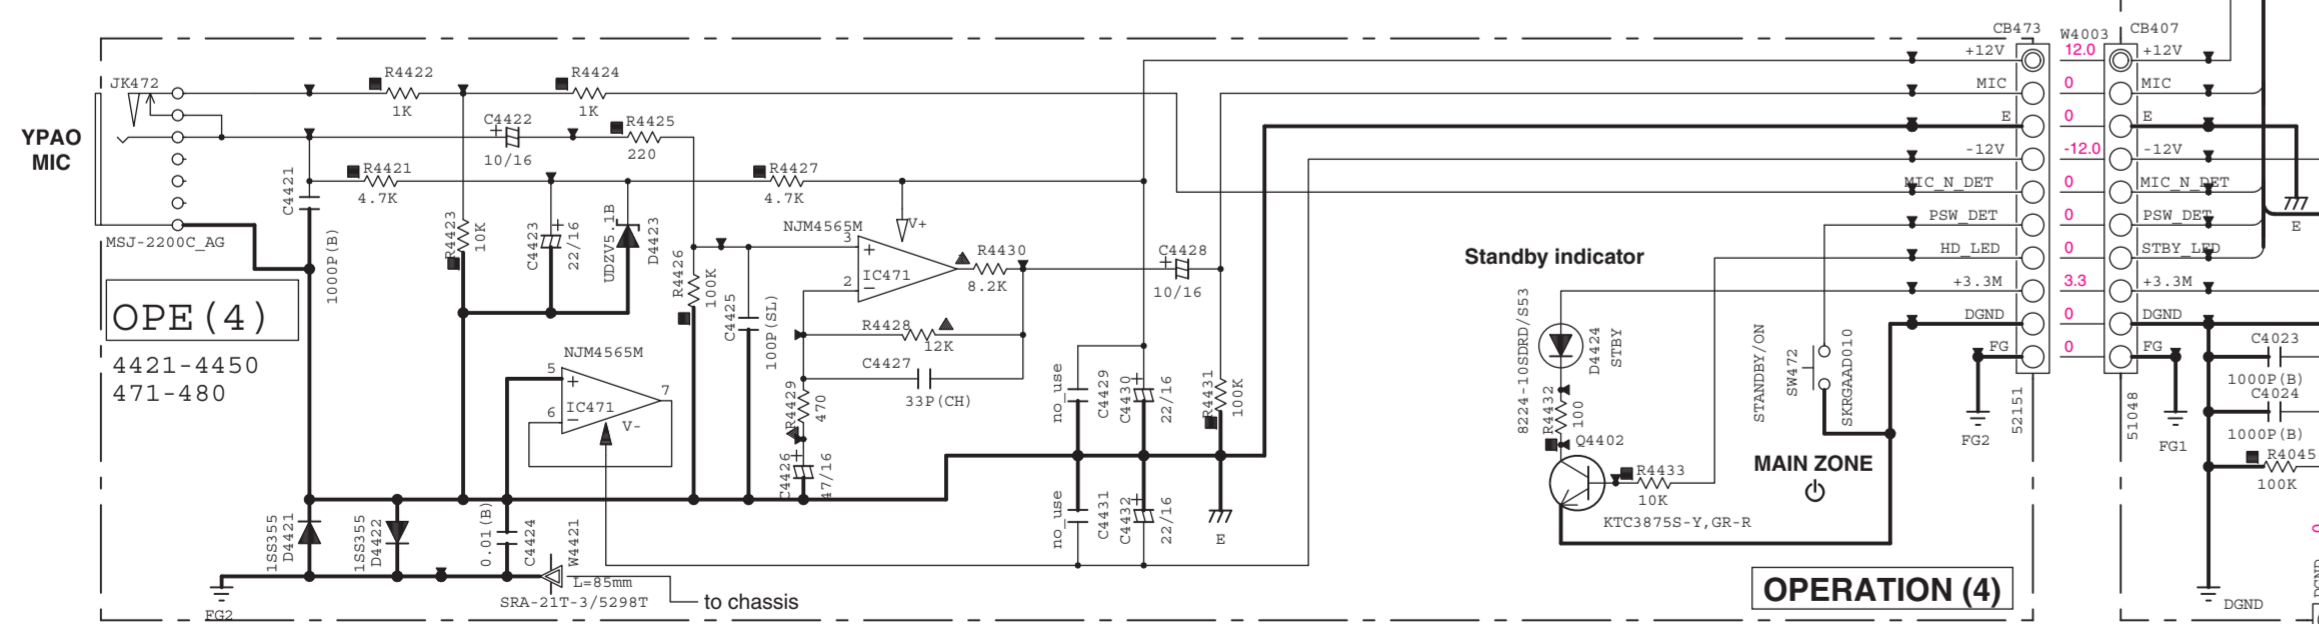 YPAO
MIC
JK472
MSJ-2200C_AG
OPE(4)
4421-4450
471-480
R4422
1K
R4424
1K
C4422
+
10/16
R4425
220
R4421
4.7K
R4427
4.7K
C4421
1000P(B)
R4423
10K
C4423
+
22/16
UDZV5.1B
D4423
R4426
100K
C4425
100P(SL)
NJM4565M
3
+
2
−
IC471
V+
R4430
8.2K
R4428
12K
C4427
33P(CH)
R4429
470
C4426
+
47/16
C4428
+
10/16
NJM4565M
5
+
6
−
IC471
7
V-
no_use
C4429
C4430
+
22/16
R4431
100K
no_use
C4431
C4432
+
22/16
E
1SS355
D4421
1SS355
D4422
0.01(B)
C4424
W4421
L=85mm
SRA-21T-3/5298T
to chassis
FG2
Standby indicator
8224-10SDRD/S53
D4424
STBY
R4432
100
Q4402
R4433
10K
KTC3875S-Y,GR-R
STANDBY/ON
SW472
SKRGAAD010
MAIN ZONE
OPERATION (4)
CB473
W4003
CB407
+12V
12.0
+12V
MIC
0
MIC
E
0
E
-12V
-12.0
-12V
MIC_N_DET
0
MIC_N_DET
PSW_DET
0
PSW_DET
HD_LED
0
STBY_LED
+3.3M
3.3
+3.3M
DGND
0
DGND
FG
0
FG
52151
51048
FG2
FG1
E
C4023
1000P(B)
C4024
1000P(B)
R4045
100K
DGND
0
DGND